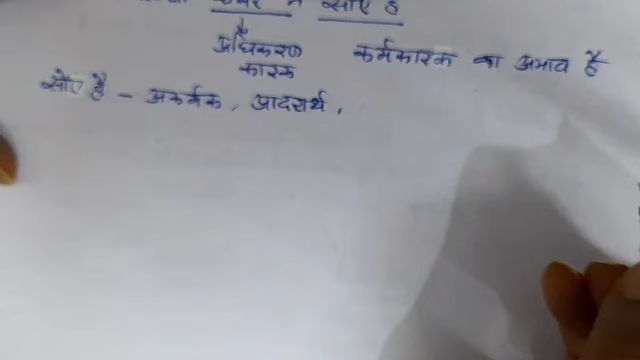 में सोए हैं
अधिकरण कर्मकारक का अभाव है
कारक
सोए है - अकर्मक, आदरार्थ,